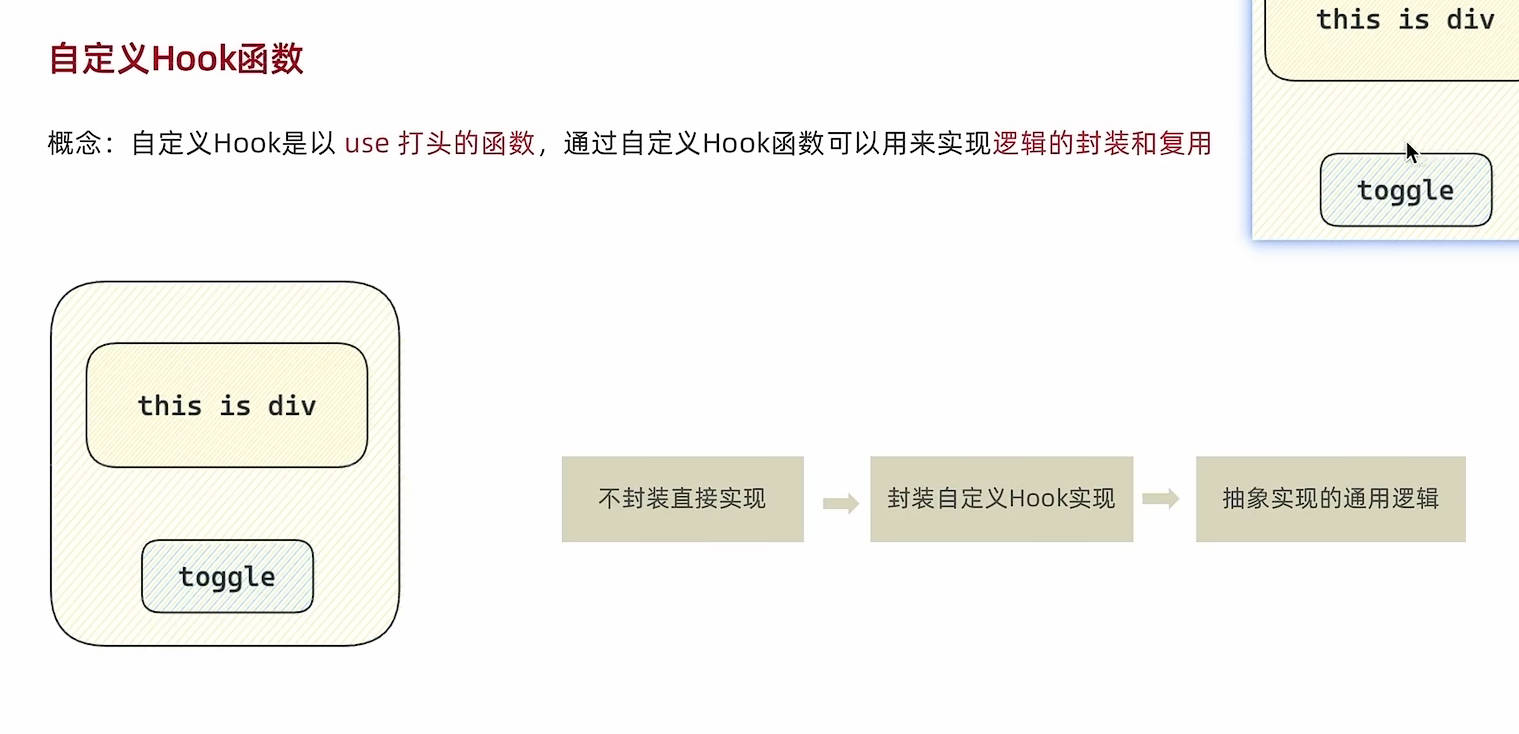 自定义Hook函数
this is div
概念：自定义Hook是以 use 打头的函数，通过自定义Hook函数可以用来实现逻辑的封装和复用
toggle
this is div
不封装直接实现
封装自定义Hook实现
抽象实现的通用逻辑
toggle